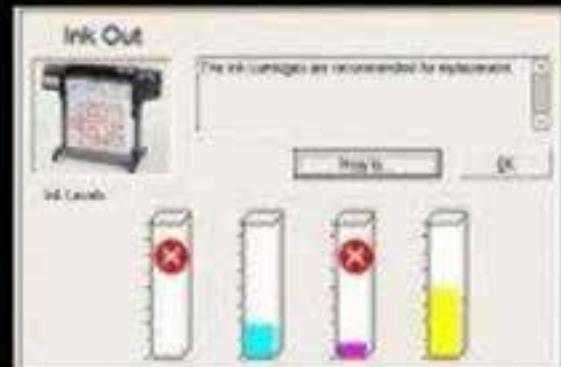 Ink Out
The ink cartridges are recommended for replacement
How to...
OK
Ink Levels